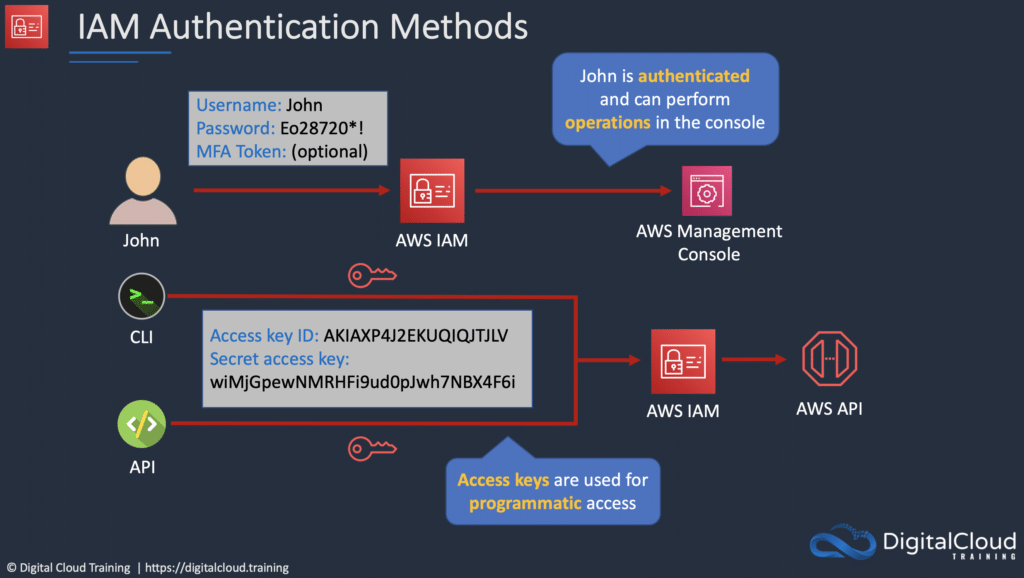 IAM Authentication Methods
Username: John
Password: Eo28720*!
MFA Token: (optional)
John is authenticated
and can perform
operations in the console
John
AWS IAM
AWS Management
Console
CLI
Access key ID: AKIAXP4J2EKUQIQJTJLV
Secret access key:
wiMjGpewNMRHFi9ud0pJwh7NBX4F6i
AWS IAM
AWS API
API
Access keys are used for
programmatic access
DigitalCloud
TRAINING
© Digital Cloud Training | https://digitalcloud.training